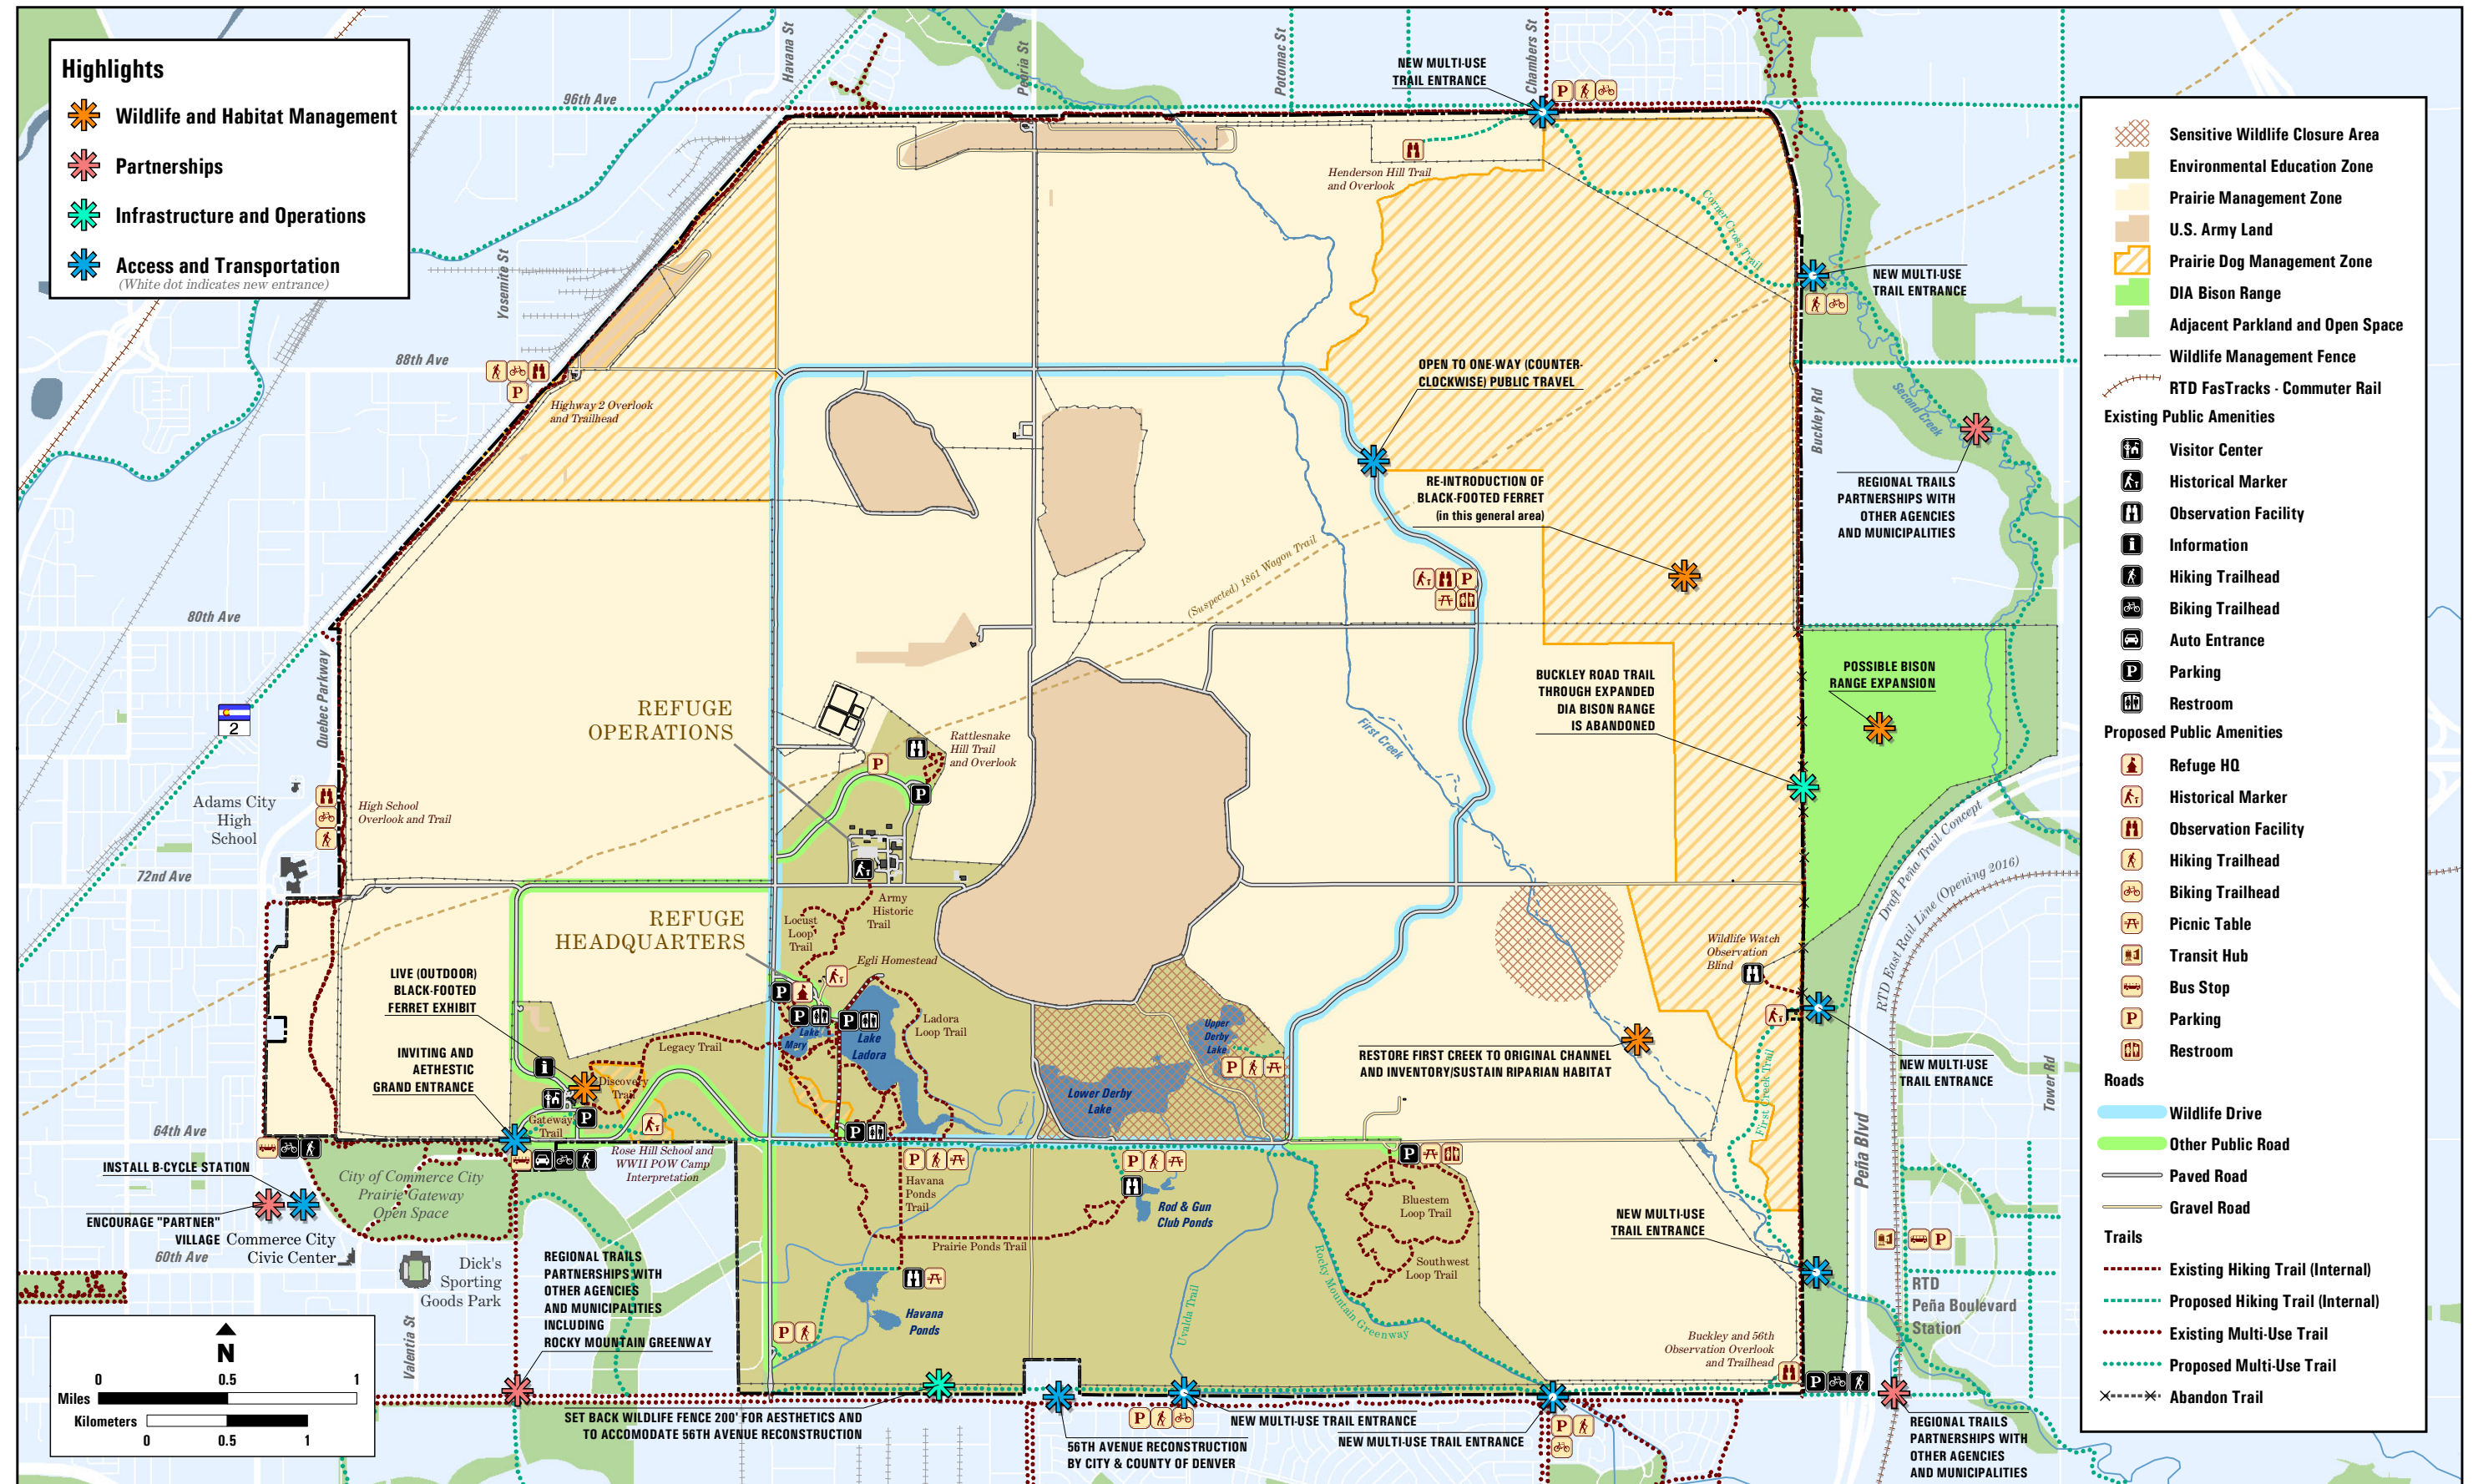 Highlights
Wildlife and Habitat Management
Partnerships
Infrastructure and Operations
Access and Transportation
(White dot indicates new entrance)
96th Ave
Havana St
Peoria St
Potomac St
Chambers St
NEW MULTI-USE
TRAIL ENTRANCE
P
Henderson Hill Trail
and Overlook
Corner Cross Trail
NEW MULTI-USE
TRAIL ENTRANCE
Yosemite St
88th Ave
P
Highway 2 Overlook
and Trailhead
OPEN TO ONE-WAY (COUNTER-
CLOCKWISE) PUBLIC TRAVEL
Buckley Rd
Second Creek
REGIONAL TRAILS
PARTNERSHIPS WITH
OTHER AGENCIES
AND MUNICIPALITIES
RE-INTRODUCTION OF
BLACK-FOOTED FERRET
(in this general area)
(Suspected) 1861 Wagon Trail
P
80th Ave
Quebec Parkway
2
REFUGE
OPERATIONS
Rattlesnake
Hill Trail
and Overlook
P
P
First Creek
BUCKLEY ROAD TRAIL
THROUGH EXPANDED
DIA BISON RANGE
IS ABANDONED
POSSIBLE BISON
RANGE EXPANSION
Adams City
High
School
High School
Overlook and Trail
72nd Ave
Draft Peña Trail Concept
RTD East Rail Line (Opening 2016)
REFUGE
HEADQUARTERS
Army
Historic
Trail
Locust
Loop
Trail
Egli Homestead
Wildlife Watch
Observation
Blind
LIVE (OUTDOOR)
BLACK-FOOTED
FERRET EXHIBIT
P
P
P
Lake
Mary
Lake
Ladora
Ladora
Loop Trail
Upper
Derby
Lake
P
Lower Derby
Lake
Legacy Trail
INVITING AND
AETHESTIC
GRAND ENTRANCE
i
Discovery
Trail
P
Gateway
Trail
RESTORE FIRST CREEK TO ORIGINAL CHANNEL
AND INVENTORY/SUSTAIN RIPARIAN HABITAT
NEW MULTI-USE
TRAIL ENTRANCE
First Creek Trail
Tower Rd
Peña Blvd
64th Ave
P
Rose Hill School and
WWII POW Camp
Interpretation
INSTALL B-CYCLE STATION
City of Commerce City
Prairie Gateway
Open Space
ENCOURAGE "PARTNER"
VILLAGE
Commerce City
Civic Center
60th Ave
Dick's
Sporting
Goods Park
Valentia St
P
Havana
Ponds
Trail
P
Rod & Gun
Club Ponds
P
Bluestem
Loop Trail
Prairie Ponds Trail
Southwest
Loop Trail
NEW MULTI-USE
TRAIL ENTRANCE
P
RTD
Peña Boulevard
Station
REGIONAL TRAILS
PARTNERSHIPS WITH
OTHER AGENCIES
AND MUNICIPALITIES
INCLUDING
ROCKY MOUNTAIN GREENWAY
P
Havana
Ponds
Uvalda Trail
Rocky Mountain Greenway
Buckley and 56th
Observation Overlook
and Trailhead
P
SET BACK WILDLIFE FENCE 200' FOR AESTHETICS AND
TO ACCOMODATE 56TH AVENUE RECONSTRUCTION
56TH AVENUE RECONSTRUCTION
BY CITY & COUNTY OF DENVER
P
NEW MULTI-USE TRAIL ENTRANCE
NEW MULTI-USE TRAIL ENTRANCE
P
REGIONAL TRAILS
PARTNERSHIPS WITH
OTHER AGENCIES
AND MUNICIPALITIES
N
0 0.5 1
Miles
Kilometers
0 0.5 1
Sensitive Wildlife Closure Area
Environmental Education Zone
Prairie Management Zone
U.S. Army Land
Prairie Dog Management Zone
DIA Bison Range
Adjacent Parkland and Open Space
Wildlife Management Fence
RTD FasTracks - Commuter Rail
Existing Public Amenities
Visitor Center
Historical Marker
Observation Facility
i Information
Hiking Trailhead
Biking Trailhead
Auto Entrance
P Parking
Restroom
Proposed Public Amenities
Refuge HQ
Historical Marker
Observation Facility
Hiking Trailhead
Biking Trailhead
Picnic Table
Transit Hub
Bus Stop
P Parking
Restroom
Roads
Wildlife Drive
Other Public Road
Paved Road
Gravel Road
Trails
Existing Hiking Trail (Internal)
Proposed Hiking Trail (Internal)
Existing Multi-Use Trail
Proposed Multi-Use Trail
Abandon Trail